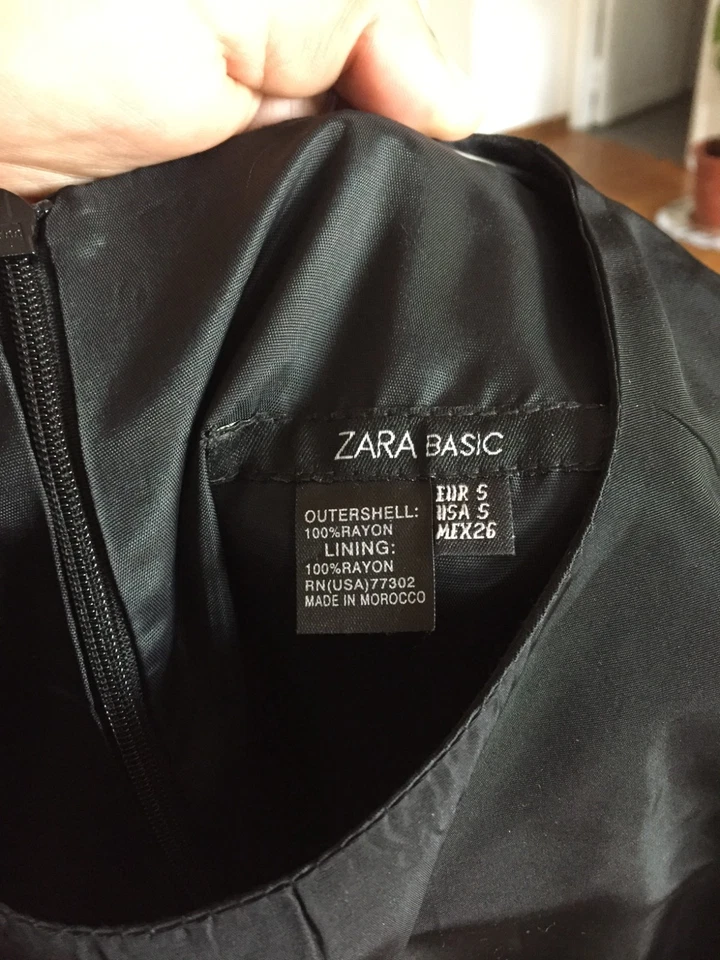 ZARA BASIC
OUTERSHELL:
100%RAYON
LINING:
100%RAYON
RN(USA)77302
MADE IN MOROCCO
EUR S
USA S
MEX26